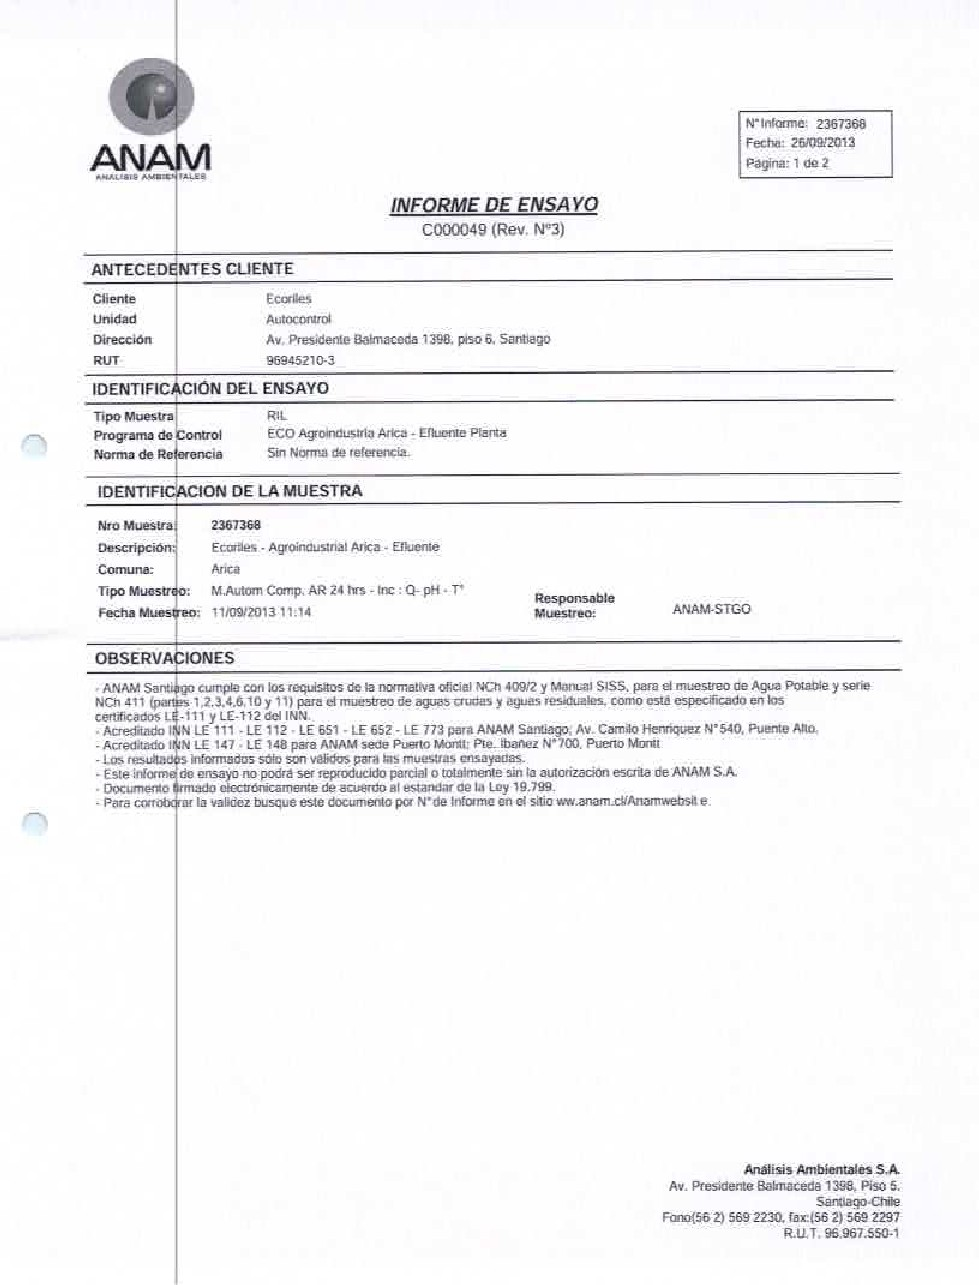 ANAM
ANALISIS AMBIENTALES
N° Informe: 2367368
Fecha: 26/09/2013
Página: 1 de 2
INFORME DE ENSAYO
C000049 (Rev. N°3)
ANTECEDENTES CLIENTE
Cliente Ecoriles
Unidad Autocontrol
Dirección Av. Presidente Balmaceda 1398, piso 6, Santiago
RUT 96945210-3
IDENTIFICACIÓN DEL ENSAYO
Tipo Muestra RIL
Programa de Control ECO Agroindustria Arica - Efluente Planta
Norma de Referencia Sin Norma de referencia.
IDENTIFICACION DE LA MUESTRA
Nro Muestra: 2367368
Descripción: Ecoriles - Agroindustrial Arica - Efluente
Comuna: Arica
Tipo Muestreo: M.Autom Comp. AR 24 hrs - Inc : Q- pH - T°
Fecha Muestreo: 11/09/2013 11:14 Responsable Muestreo: ANAM-STGO
OBSERVACIONES
- ANAM Santiago cumple con los requisitos de la normativa oficial NCh 409/2 y Manual SISS, para el muestreo de Agua Potable y serie
NCh 411 (partes 1,2,3,4,6,10 y 11) para el muestreo de aguas crudas y aguas residuales, como está especificado en los
certificados LE-111 y LE-112 del INN.
- Acreditado INN LE 111 - LE 112 - LE 651 - LE 652 - LE 773 para ANAM Santiago; Av. Camilo Henriquez N°540, Puente Alto.
- Acreditado INN LE 147 - LE 148 para ANAM sede Puerto Montt; Pte. Ibañez N°700, Puerto Montt
- Los resultados informados sólo son válidos para las muestras ensayadas.
- Este informe de ensayo no podrá ser reproducido parcial o totalmente sin la autorización escrita de ANAM S.A.
- Documento firmado electrónicamente de acuerdo al estandar de la Ley 19.799.
- Para corroborar la validez busque este documento por N° de Informe en el sitio ww.anam.cl/Anamwebsit e.
Análisis Ambientales S.A.
Av. Presidente Balmaceda 1398, Piso 5.
Santiago-Chile
Fono(56 2) 569 2230, fax:(56 2) 569 2297
R.U.T. 96.967.550-1